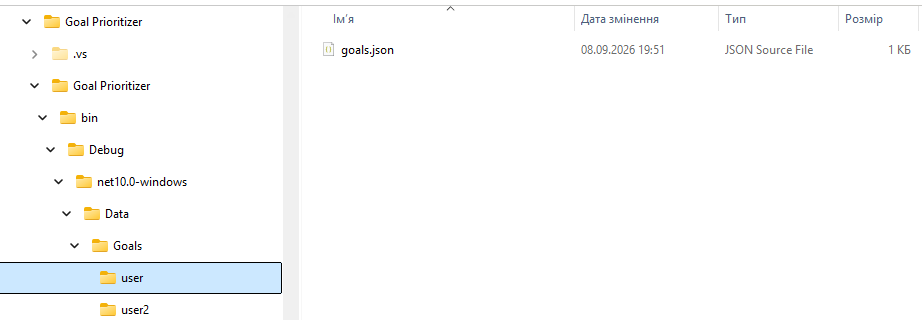 Goal Prioritizer
.vs
Goal Prioritizer
bin
Debug
net10.0-windows
Data
Goals
user
user2
Ім’я Дата змінення Тип Розмір
goals.json 08.09.2026 19:51 JSON Source File 1 КБ